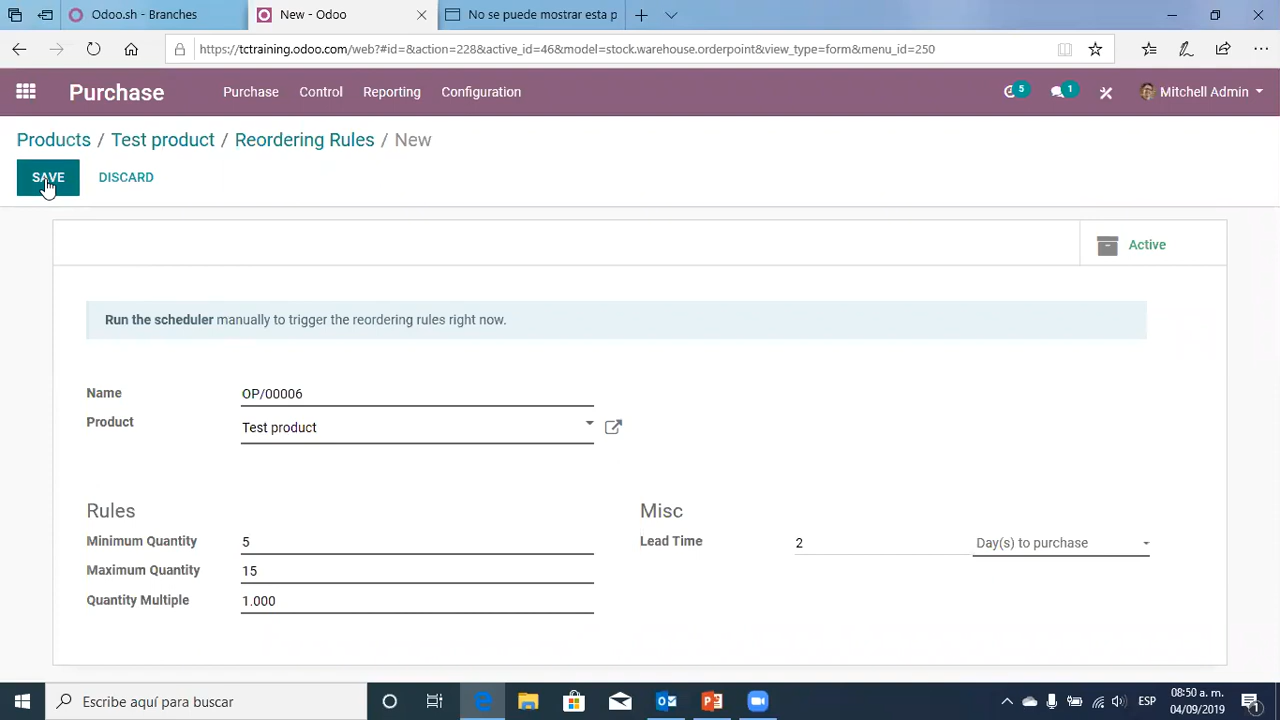 Odoo.sh - Branches
New - Odoo
No se puede mostrar esta p
https://tctraining.odoo.com/web?#id=&action=228&active_id=46&model=stock.warehouse.orderpoint&view_type=form&menu_id=250
Purchase
Purchase
Control
Reporting
Configuration
5
1
Mitchell Admin
Products / Test product / Reordering Rules / New
SAVE
DISCARD
Active
Run the scheduler manually to trigger the reordering rules right now.
Name
OP/00006
Product
Test product
Rules
Misc
Minimum Quantity
5
Lead Time
2
Day(s) to purchase
Maximum Quantity
15
Quantity Multiple
1.000
Escribe aquí para buscar
ESP
08:50 a. m.
04/09/2019
1